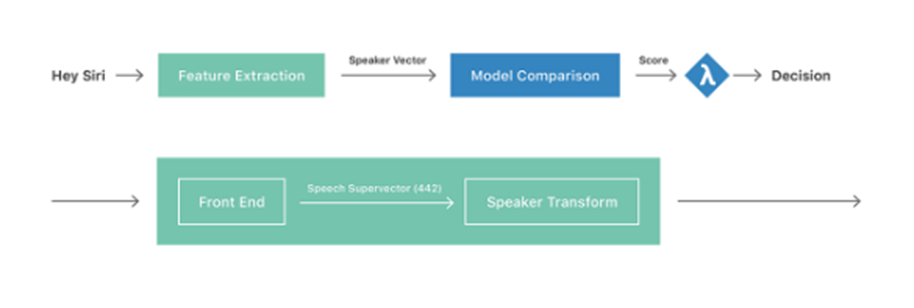 Hey Siri
Feature Extraction
Speaker Vector
Model Comparison
Score
λ
Decision
Front End
Speech Supervector (442)
Speaker Transform